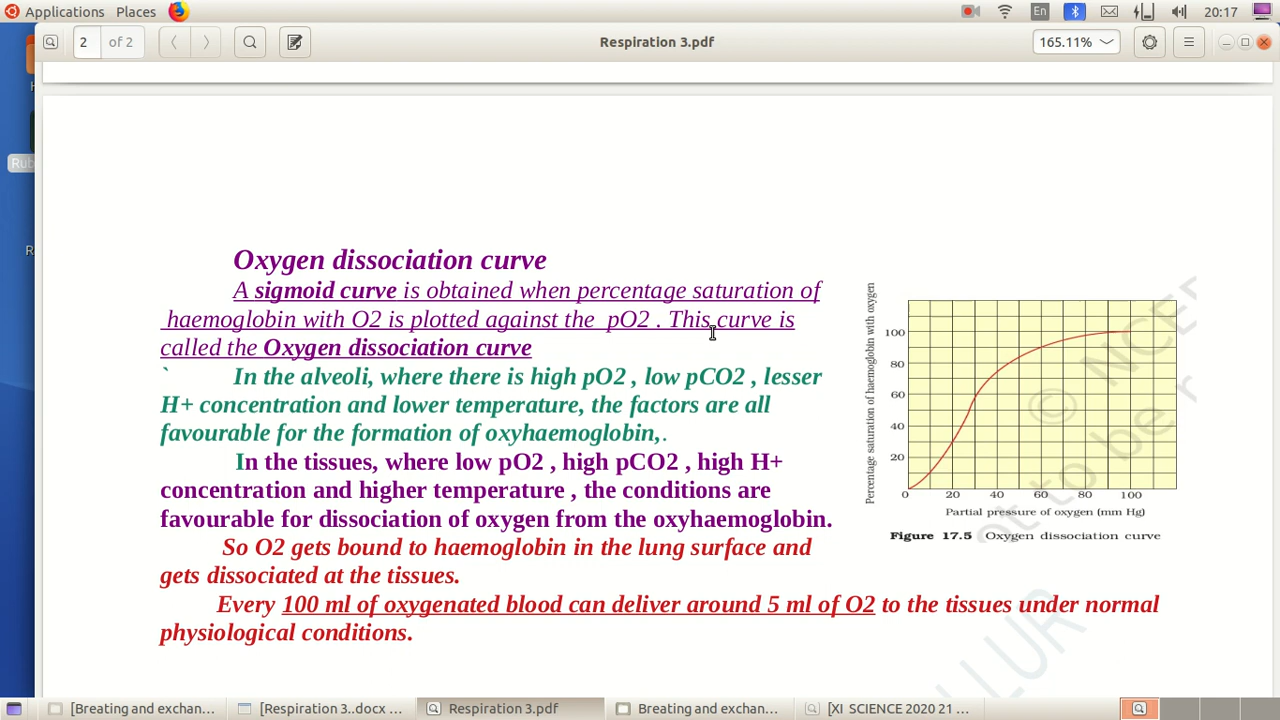 Applications Places En 20:17
2 of 2 Respiration 3.pdf 165.11%
Oxygen dissociation curve
A sigmoid curve is obtained when percentage saturation of
haemoglobin with O2 is plotted against the pO2 . This curve is
called the Oxygen dissociation curve
` In the alveoli, where there is high pO2 , low pCO2 , lesser
H+ concentration and lower temperature, the factors are all
favourable for the formation of oxyhaemoglobin,.
In the tissues, where low pO2 , high pCO2 , high H+
concentration and higher temperature , the conditions are
favourable for dissociation of oxygen from the oxyhaemoglobin.
So O2 gets bound to haemoglobin in the lung surface and
gets dissociated at the tissues.
Every 100 ml of oxygenated blood can deliver around 5 ml of O2 to the tissues under normal
physiological conditions.
Percentage saturation of haemoglobin with oxygen
100
80
60
40
20
0 20 40 60 80 100
Partial pressure of oxygen (mm Hg)
Figure 17.5 Oxygen dissociation curve
© NCE
ot to be r
LLUR
Rub
[Breating and exchan... [Respiration 3..docx ... Respiration 3.pdf Breating and exchan... [XI SCIENCE 2020 21 ...